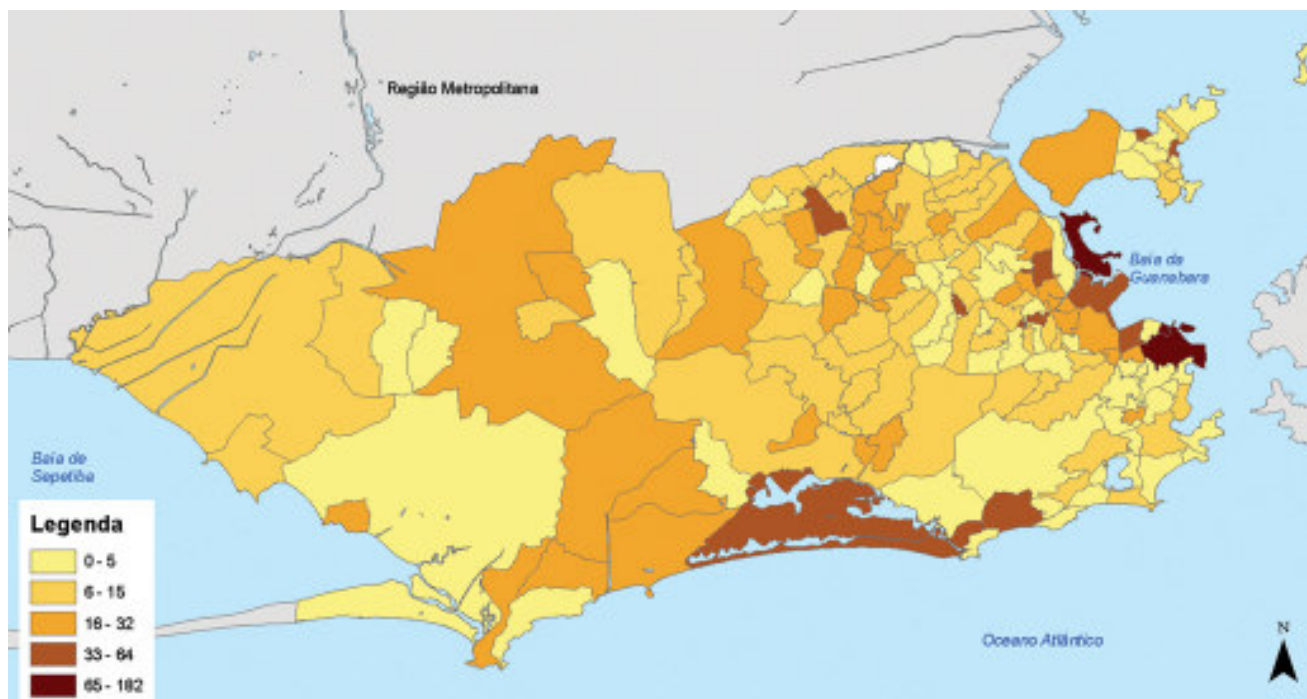 Região Metropolitana
Baía de
Guanabara
Baía de
Sepetiba
Legenda
0 - 5
6 - 15
16 - 32
33 - 64
65 - 182
Oceano Atlântico
N